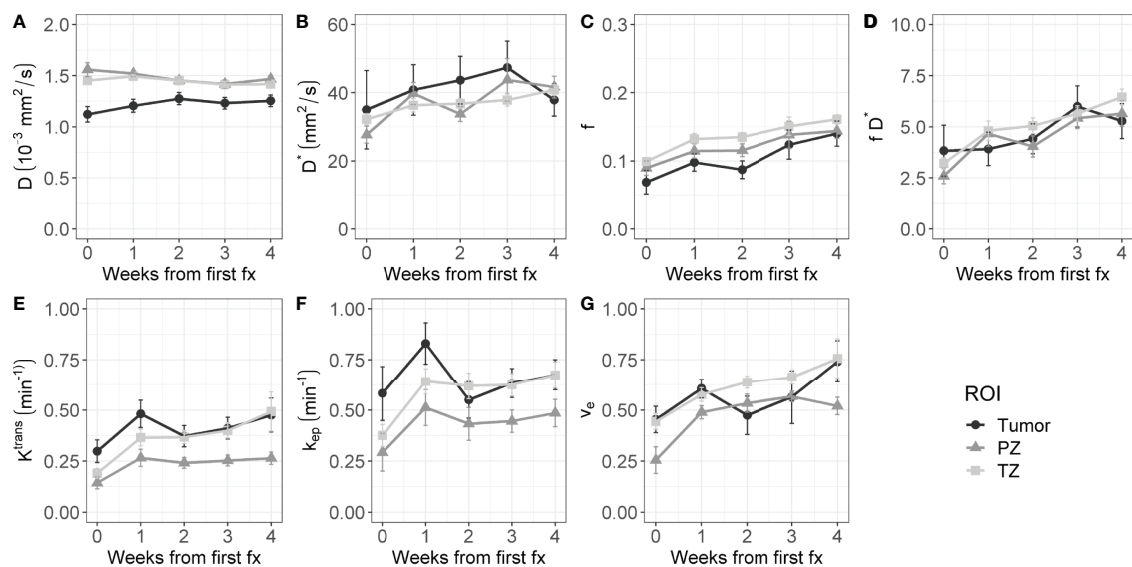 A
B
C
D
2.0
1.5
1.0
0.5
0.0
D (10⁻³ mm²/s)
0 1 2 3 4
Weeks from first fx
60
40
20
0
D* (mm²/s)
0 1 2 3 4
Weeks from first fx
0.3
0.2
0.1
0.0
f
0 1 2 3 4
Weeks from first fx
10.0
7.5
5.0
2.5
0.0
f D*
0 1 2 3 4
Weeks from first fx
E
F
G
1.00
0.75
0.50
0.25
0.00
Kᵗʳᵃⁿˢ (min⁻¹⁾)
0 1 2 3 4
Weeks from first fx
1.00
0.75
0.50
0.25
0.00
kₑₚ (min⁻¹)
0 1 2 3 4
Weeks from first fx
1.00
0.75
0.50
0.25
0.00
vₑ
0 1 2 3 4
Weeks from first fx
ROI
Tumor
PZ
TZ